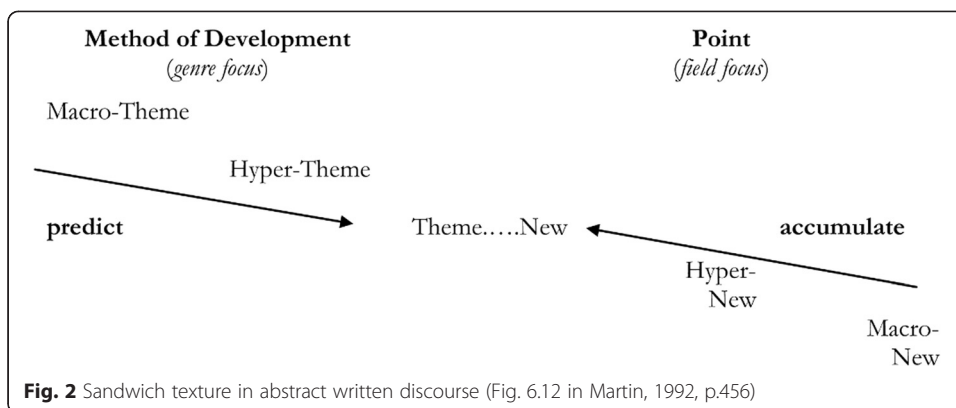 Method of Development
(genre focus)
Point
(field focus)
Macro-Theme
Hyper-Theme
predict
Theme.….New
accumulate
Hyper-
New
Macro-
New
Fig. 2 Sandwich texture in abstract written discourse (Fig. 6.12 in Martin, 1992, p.456)